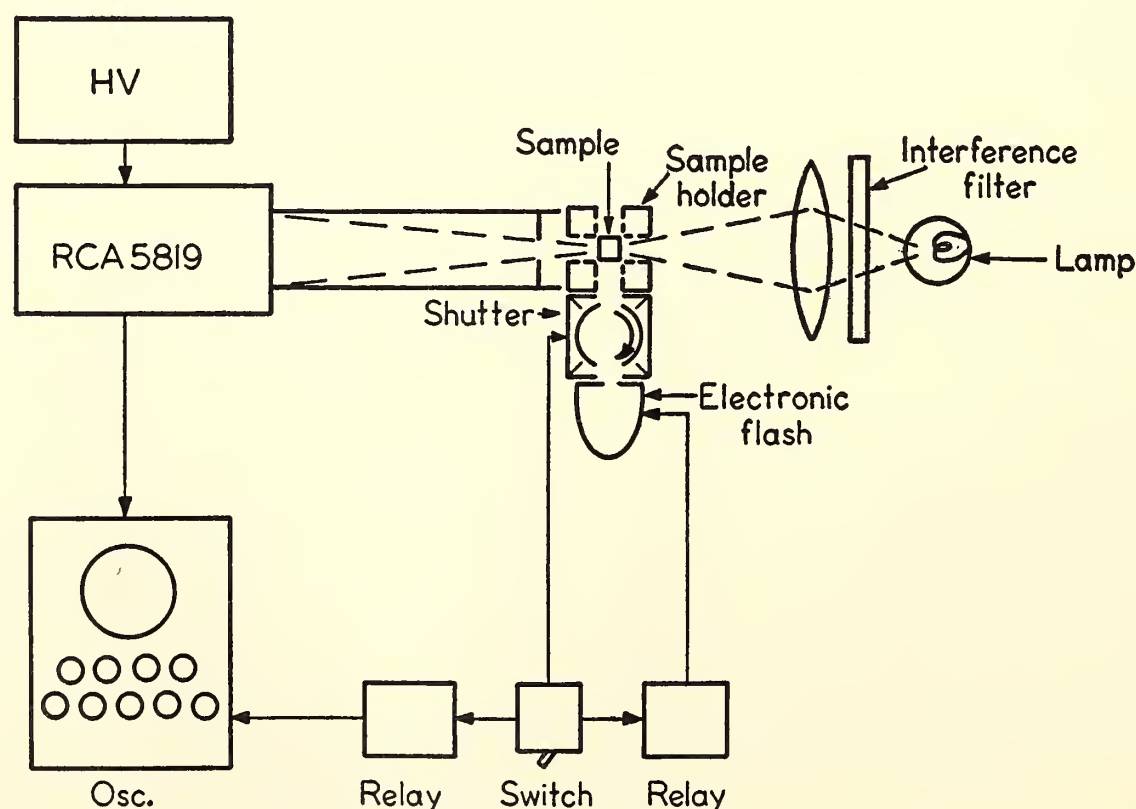 HV
Sample
Sample
holder
Interference
filter
RCA 5819
Lamp
Shutter
Electronic
flash
Osc.
Relay
Switch
Relay